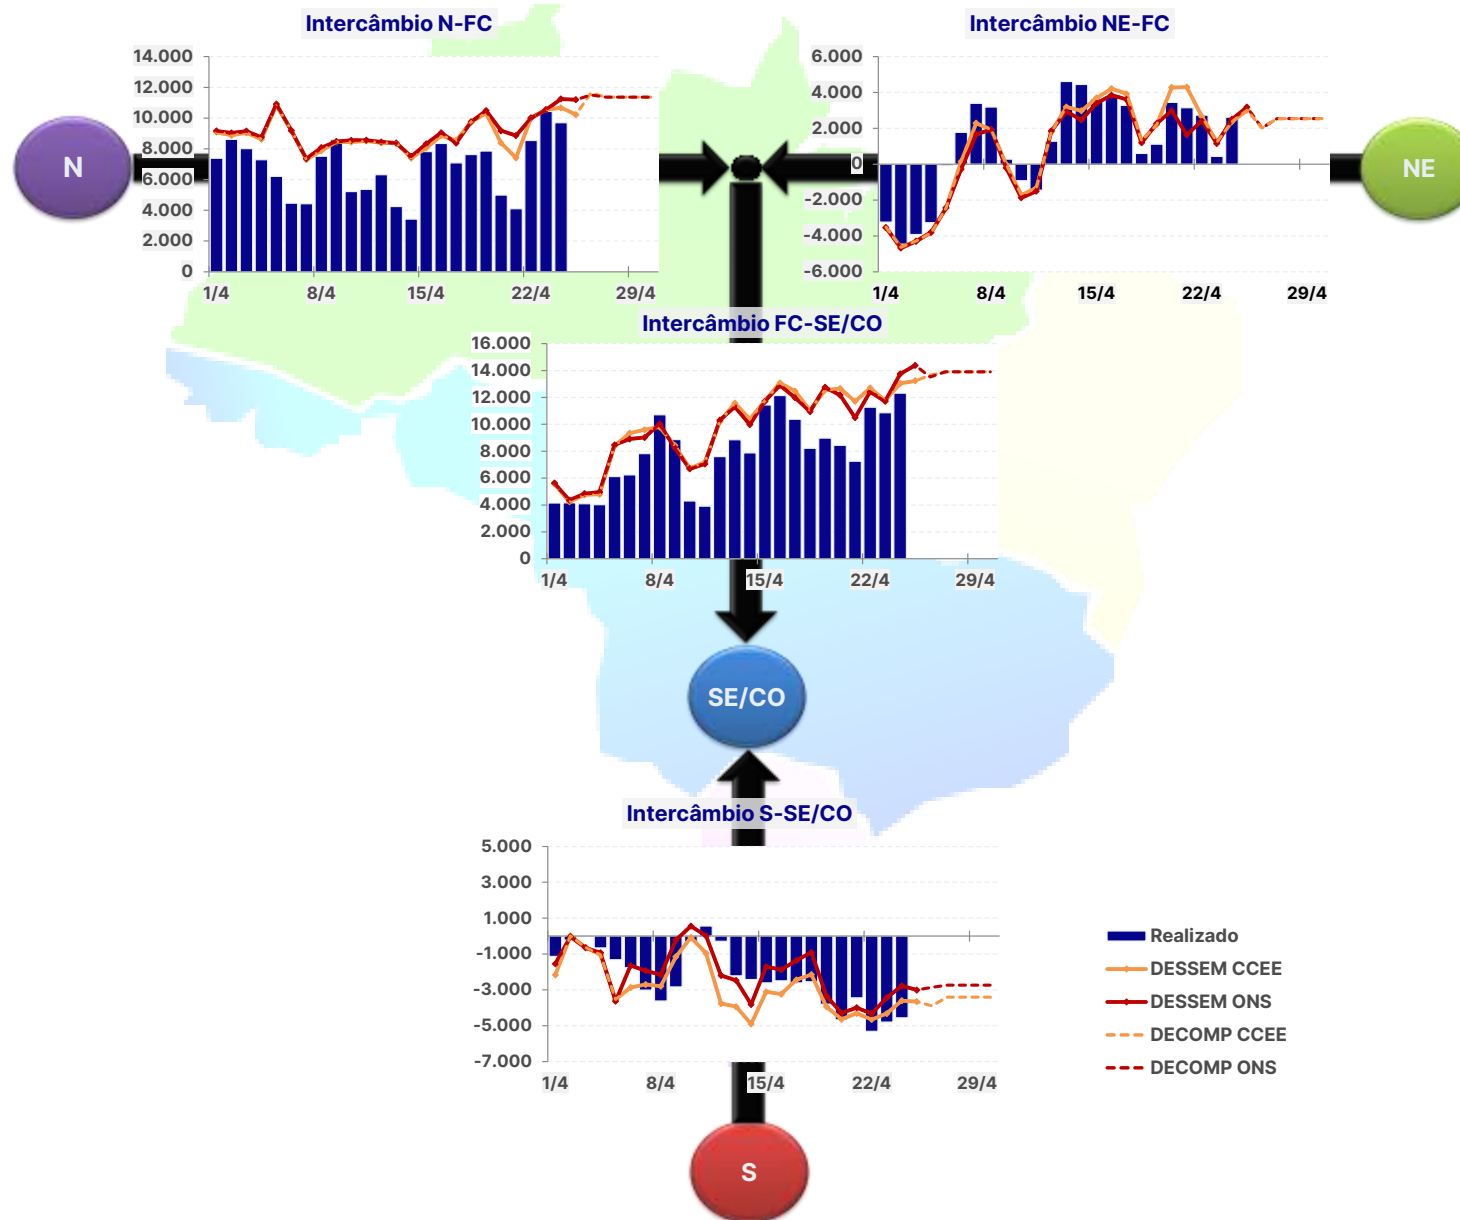 Intercâmbio N-FC
14.000
12.000
10.000
8.000
6.000
4.000
2.000
0
1/4 8/4 15/4 22/4 29/4
N
Intercâmbio NE-FC
6.000
4.000
2.000
0
-2.000
-4.000
-6.000
1/4 8/4 15/4 22/4 29/4
NE
Intercâmbio FC-SE/CO
16.000
14.000
12.000
10.000
8.000
6.000
4.000
2.000
0
1/4 8/4 15/4 22/4 29/4
SE/CO
Intercâmbio S-SE/CO
5.000
3.000
1.000
-1.000
-3.000
-5.000
-7.000
1/4 8/4 15/4 22/4 29/4
Realizado
DESSEM CCEE
DESSEM ONS
DECOMP CCEE
DECOMP ONS
S